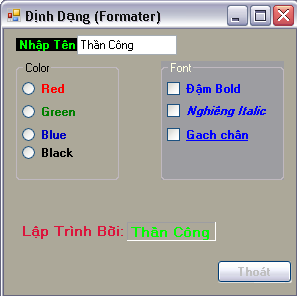 Định Dạng (Formater)
Nhập Tên Thần Công
Color
Red
Green
Blue
Black
Font
Đậm Bold
Nghiêng Italic
Gạch chân
Lập Trình Bỡi: Thần Công
Thoát